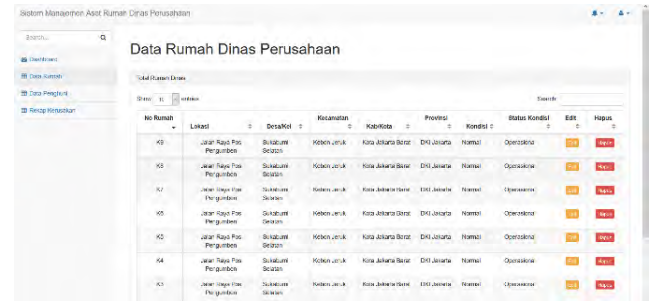 Sistem Manajemen Aset Rumah Dinas Perusahaan
Search...
Dashboard
Data Rumah
Data Penghuni
Rekap Kerusakan
Data Rumah Dinas Perusahaan
Total Rumah Dinas
Show 10 entries Search:
No Rumah Lokasi Desa/Kel Kecamatan Kab/Kota Provinsi Kondisi Status Kondisi Edit Hapus
K9 Jalan Raya Pos Pengumben Sukabumi Selatan Kebon Jeruk Kota Jakarta Barat DKI Jakarta Normal Operasional Edit Hapus
K8 Jalan Raya Pos Pengumben Sukabumi Selatan Kebon Jeruk Kota Jakarta Barat DKI Jakarta Normal Operasional Edit Hapus
K7 Jalan Raya Pos Pengumben Sukabumi Selatan Kebon Jeruk Kota Jakarta Barat DKI Jakarta Normal Operasional Edit Hapus
K6 Jalan Raya Pos Pengumben Sukabumi Selatan Kebon Jeruk Kota Jakarta Barat DKI Jakarta Normal Operasional Edit Hapus
K5 Jalan Raya Pos Pengumben Sukabumi Selatan Kebon Jeruk Kota Jakarta Barat DKI Jakarta Normal Operasional Edit Hapus
K4 Jalan Raya Pos Pengumben Sukabumi Selatan Kebon Jeruk Kota Jakarta Barat DKI Jakarta Normal Operasional Edit Hapus
K3 Jalan Raya Pos Pengumben Sukabumi Selatan Kebon Jeruk Kota Jakarta Barat DKI Jakarta Normal Operasional Edit Hapus